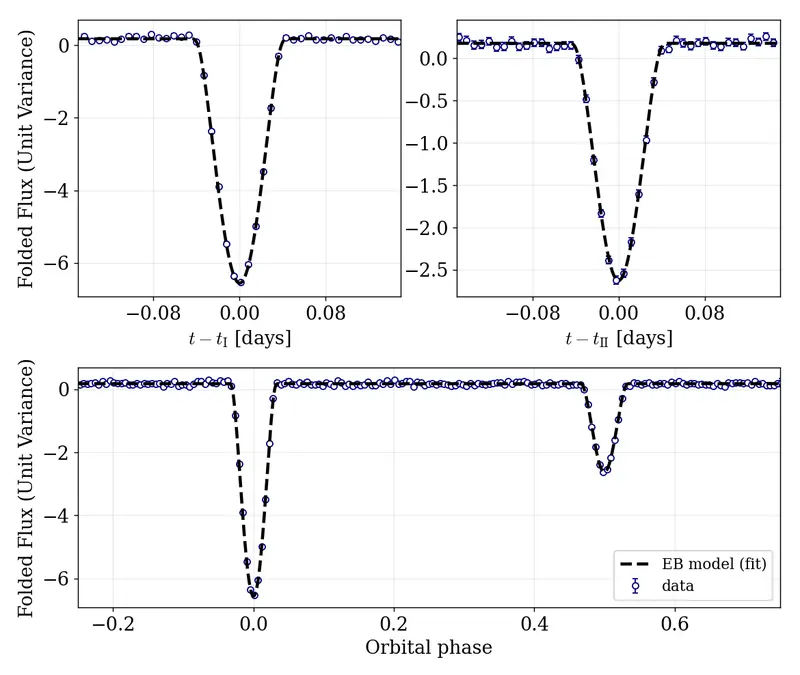 Folded Flux (Unit Variance)
0
−2
−4
−6
−0.08 0.00 0.08
t − tI [days]
0.0
−0.5
−1.0
−1.5
−2.0
−2.5
−0.08 0.00 0.08
t − tII [days]
Folded Flux (Unit Variance)
0
−2
−4
−6
EB model (fit)
data
−0.2 0.0 0.2 0.4 0.6
Orbital phase